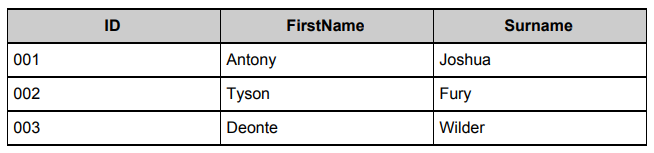 ID FirstName Surname
001 Antony Joshua
002 Tyson Fury
003 Deonte Wilder